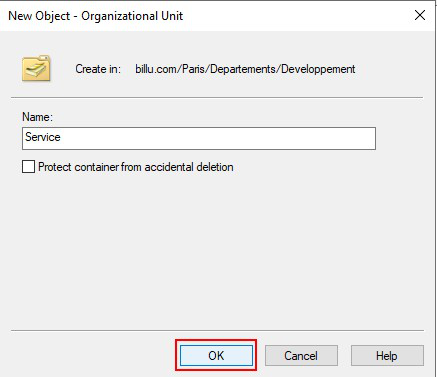 New Object - Organizational Unit
Create in: billu.com/Paris/Departements/Developpement
Name:
Service
Protect container from accidental deletion
OK Cancel Help